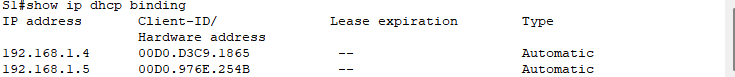 S1#show ip dhcp binding
IP address Client-ID/ Lease expiration Type
Hardware address
192.168.1.4 00D0.D3C9.1865 -- Automatic
192.168.1.5 00D0.976E.254B -- Automatic